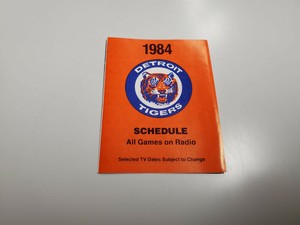 1984
DETROIT
TIGERS
SCHEDULE
All Games on Radio
Selected TV Dates Subject to Change